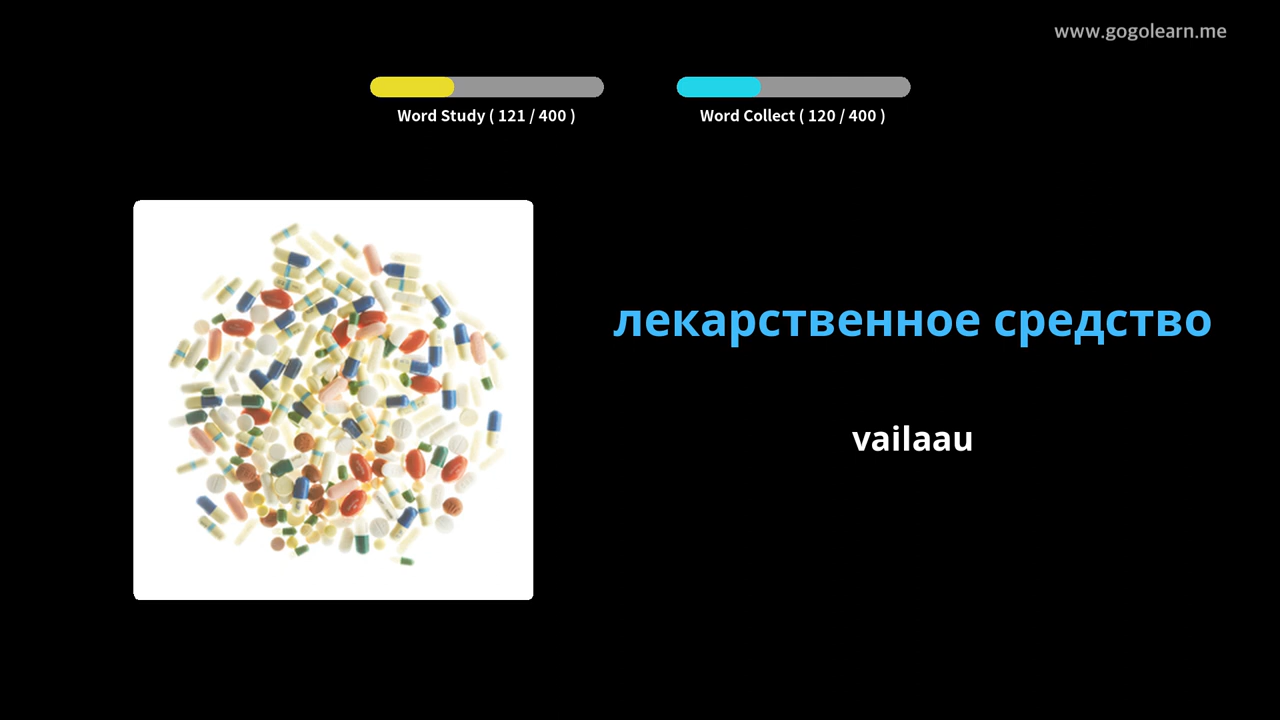 www.gogolearn.me
Word Study ( 121 / 400 )
Word Collect ( 120 / 400 )
лекарственное средство
vailaau